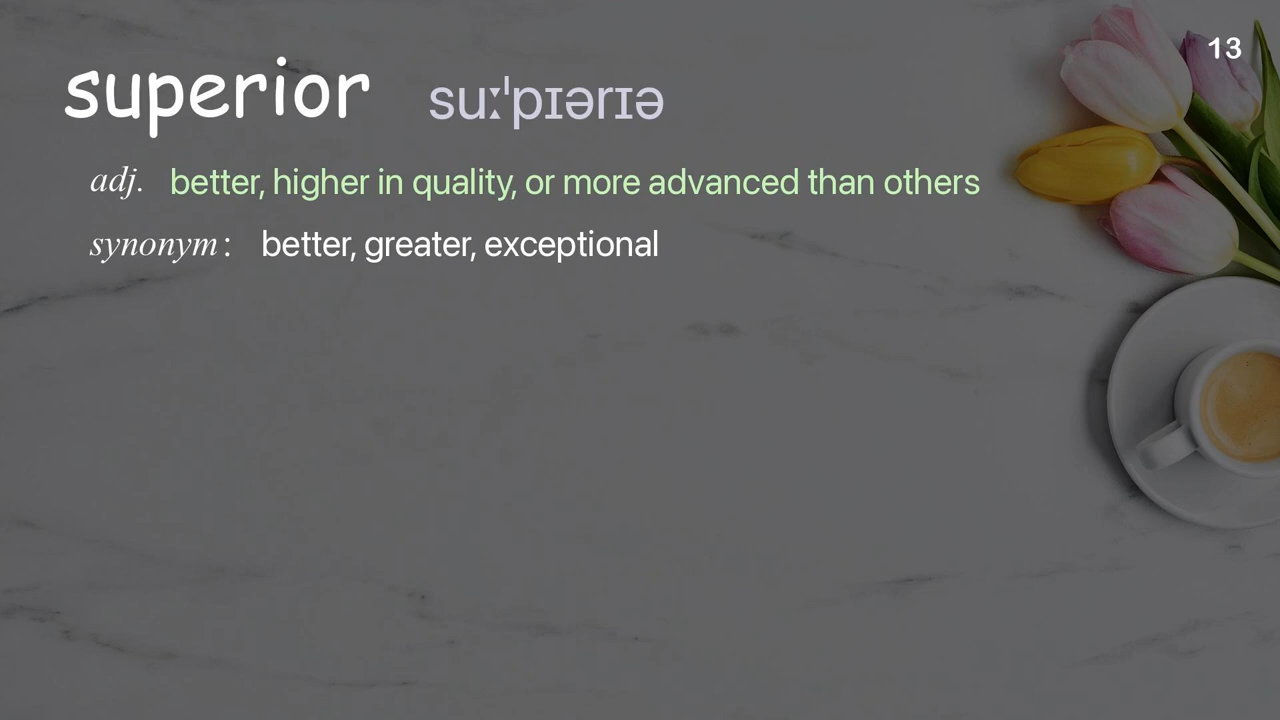 13
superior suːˈpɪərɪə
adj. better, higher in quality, or more advanced than others
synonym : better, greater, exceptional